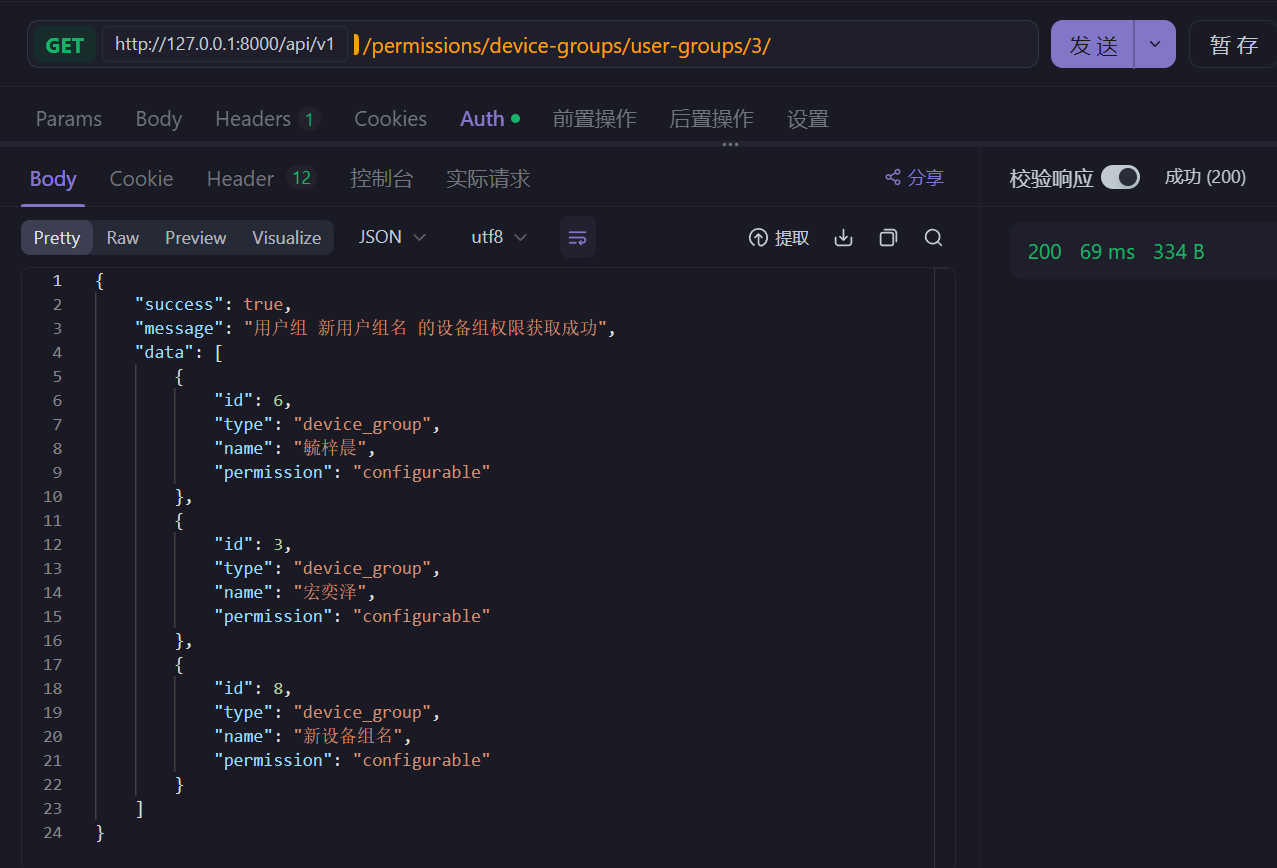 GET http://127.0.0.1:8000/api/v1 /permissions/device-groups/user-groups/3/ 发送 暂存
Params Body Headers 1 Cookies Auth 前置操作 后置操作 设置
Body Cookie Header 12 控制台 实际请求 分享 校验响应 成功 (200)
Pretty Raw Preview Visualize JSON utf8 提取
200 69 ms 334 B
1 {
2 "success": true,
3 "message": "用户组 新用户组名 的设备组权限获取成功",
4 "data": [
5 {
6 "id": 6,
7 "type": "device_group",
8 "name": "毓梓晨",
9 "permission": "configurable"
10 },
11 {
12 "id": 3,
13 "type": "device_group",
14 "name": "宏奕泽",
15 "permission": "configurable"
16 },
17 {
18 "id": 8,
19 "type": "device_group",
20 "name": "新设备组名",
21 "permission": "configurable"
22 }
23 ]
24 }